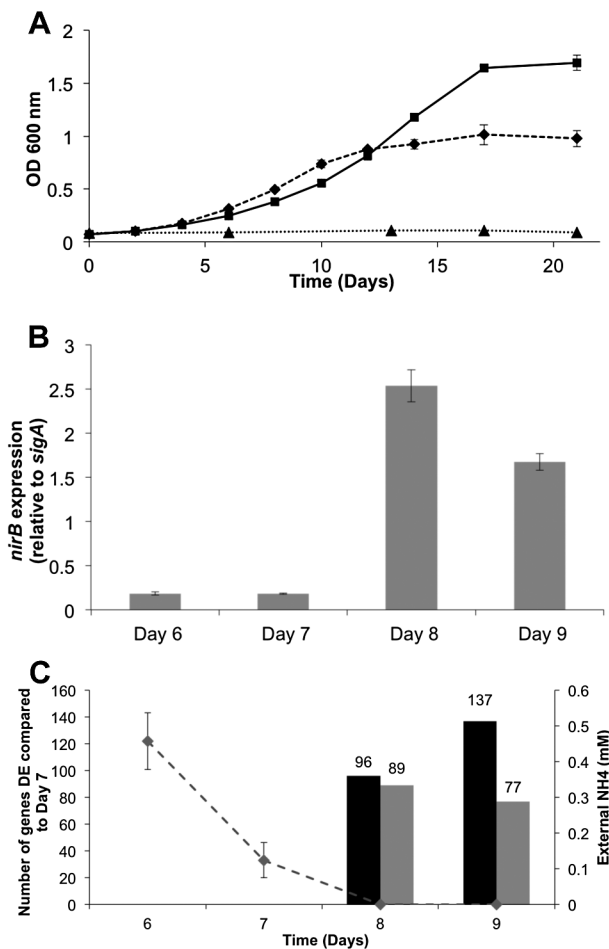 A
2
1.5
1
0.5
0
OD 600 nm
0 5 10 15 20
Time (Days)
B
3
2.5
2
1.5
1
0.5
0
nirB expression
(relative to sigA)
Day 6 Day 7 Day 8 Day 9
C
160
140
120
100
80
60
40
20
0
Number of genes DE compared
to Day 7
96
89
137
77
0.6
0.5
0.4
0.3
0.2
0.1
0
External NH4 (mM)
6 7 8 9
Time (Days)